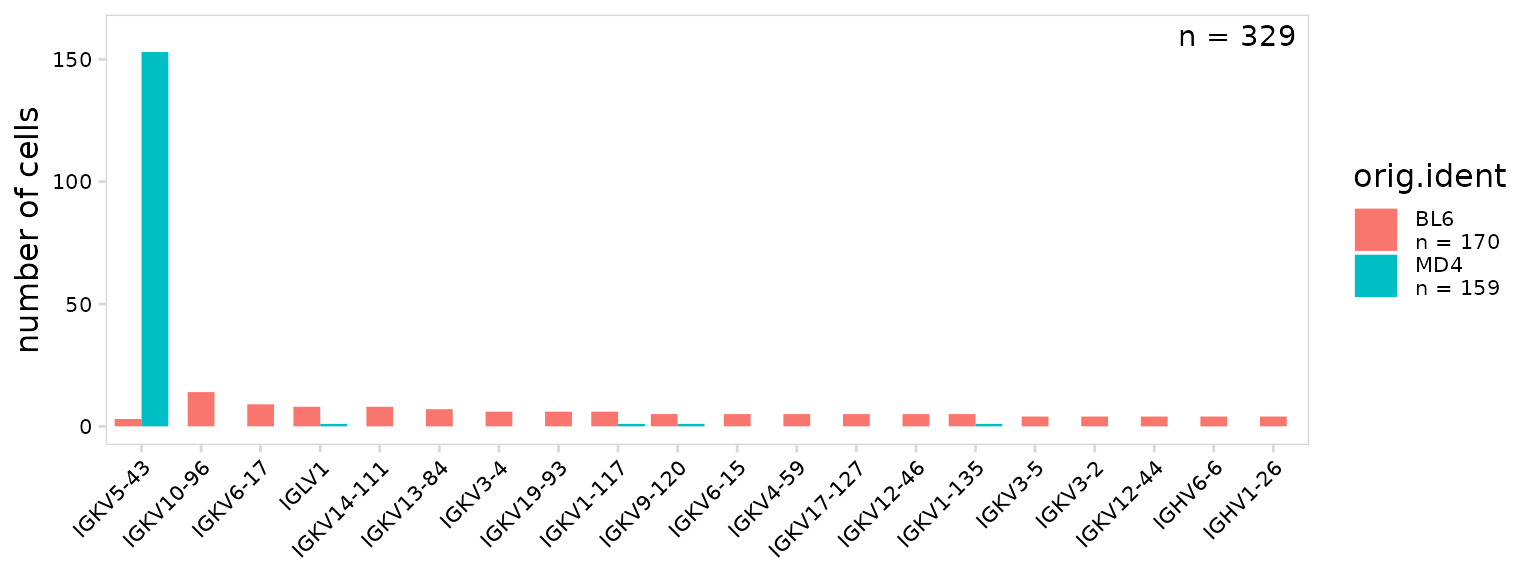 n = 329
number of cells
150
100
50
0
IGKV5-43
IGKV10-96
IGKV6-17
IGLV1
IGKV14-111
IGKV13-84
IGKV3-4
IGKV19-93
IGKV1-117
IGKV9-120
IGKV6-15
IGKV4-59
IGKV17-127
IGKV12-46
IGKV1-135
IGKV3-5
IGKV3-2
IGKV12-44
IGHV6-6
IGHV1-26
orig.ident
BL6
n = 170
MD4
n = 159